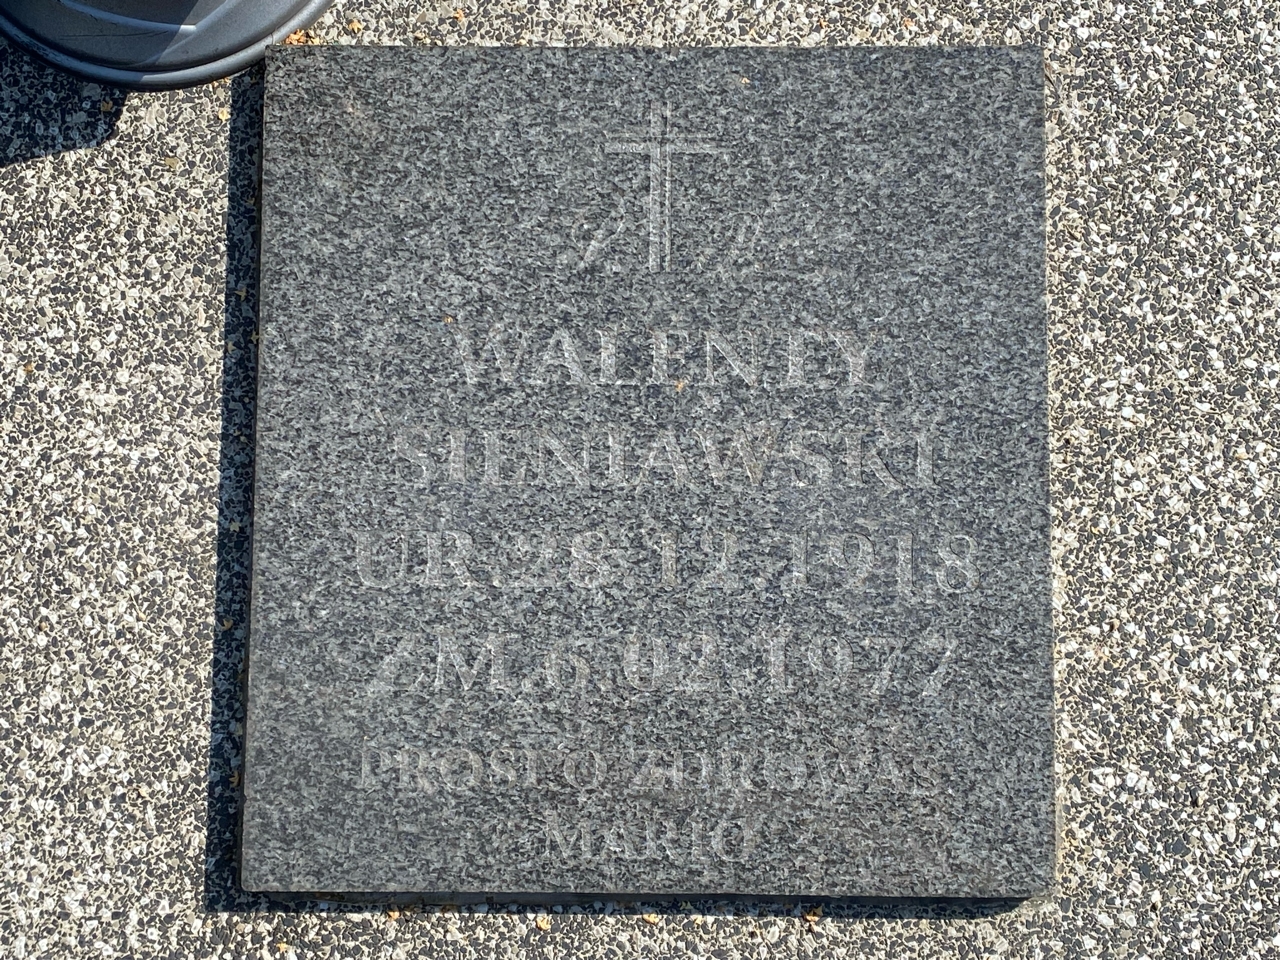 Ś. P.
WALENTY
SIENIAWSKI
UR. 28.12.1918
ZM. 6.02.1977
PROSI O ZDROWAŚ
MARIO